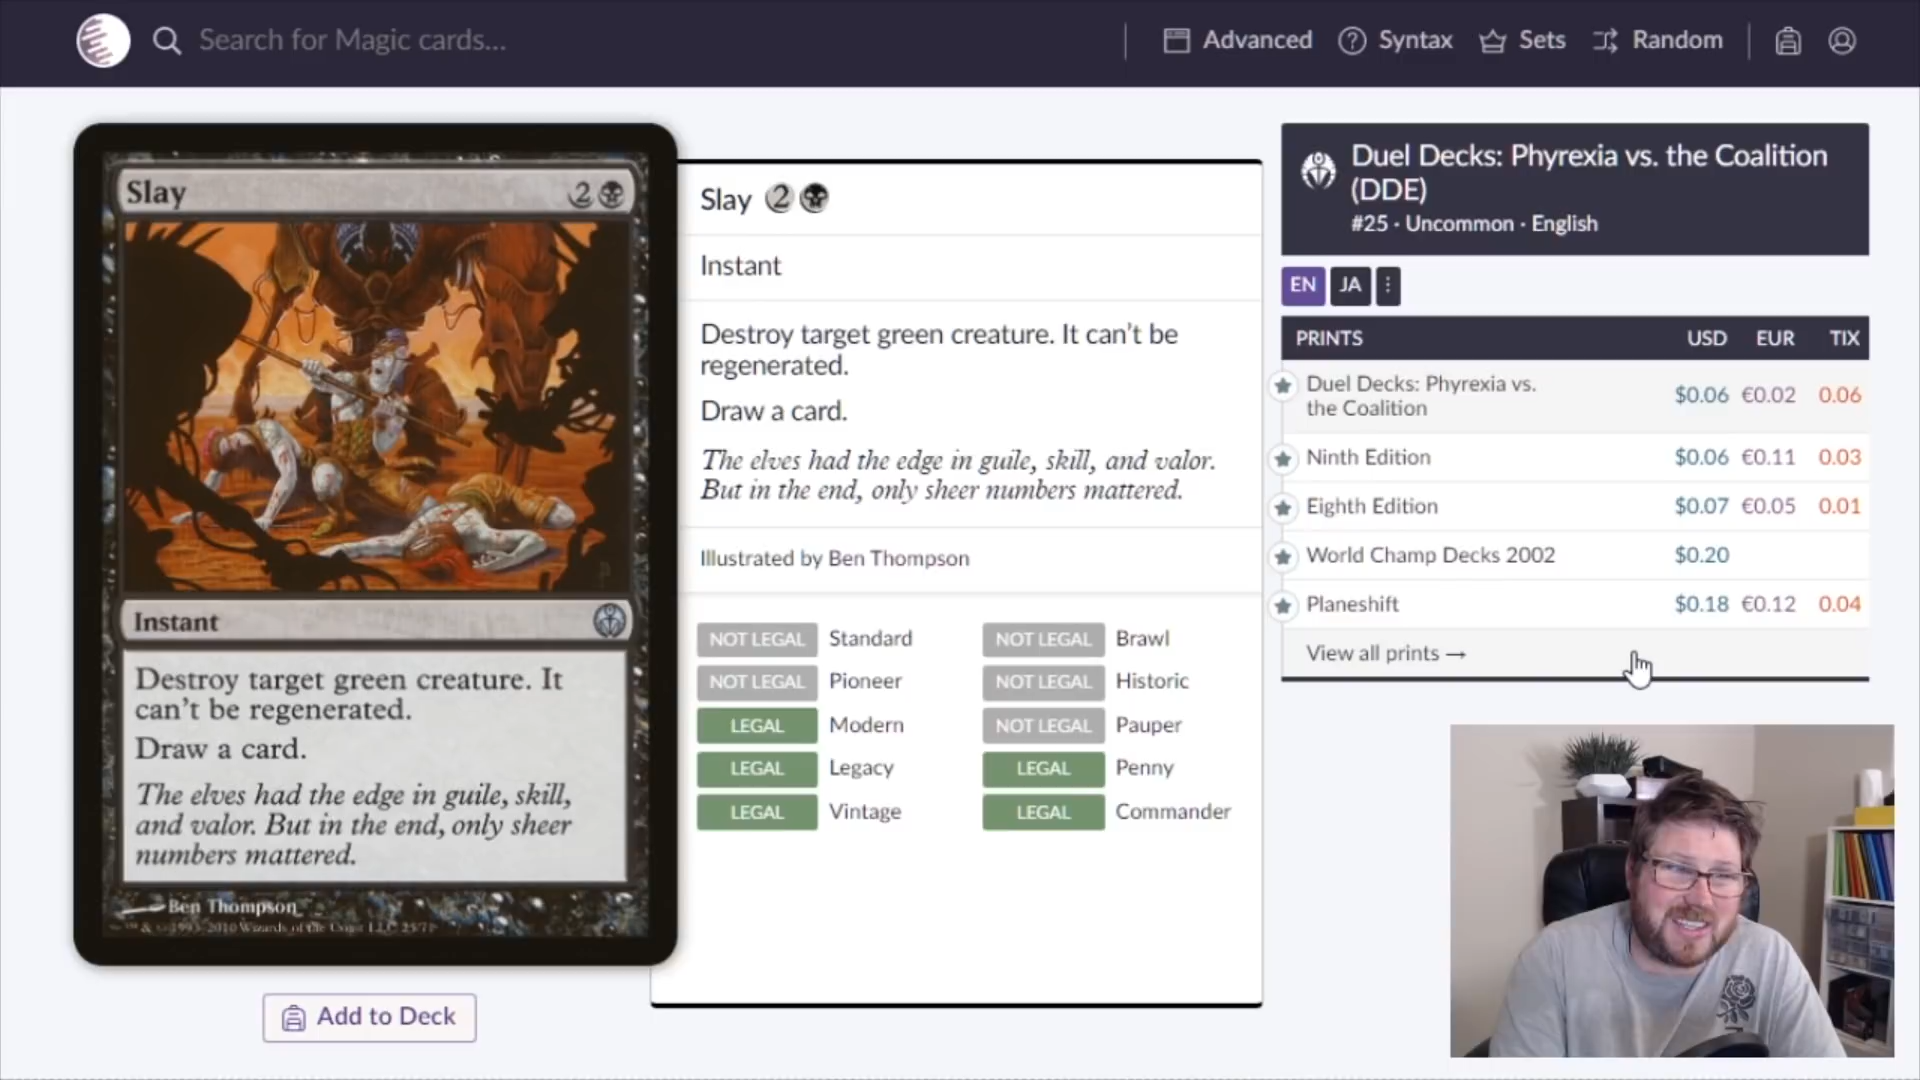 Search for Magic cards...
Advanced
Syntax
Sets
Random
Slay 2
Instant
Destroy target green creature. It
can't be regenerated.
Draw a card.
The elves had the edge in guile, skill,
and valor. But in the end, only sheer
numbers mattered.
Ben Thompson
Add to Deck
Slay 2
Instant
Destroy target green creature. It can't be
regenerated.
Draw a card.
The elves had the edge in guile, skill, and valor.
But in the end, only sheer numbers mattered.
Illustrated by Ben Thompson
NOT LEGAL Standard NOT LEGAL Brawl
NOT LEGAL Pioneer NOT LEGAL Historic
LEGAL Modern NOT LEGAL Pauper
LEGAL Legacy LEGAL Penny
LEGAL Vintage LEGAL Commander
Duel Decks: Phyrexia vs. the Coalition
(DDE)
#25 · Uncommon · English
EN JA
PRINTS USD EUR TIX
Duel Decks: Phyrexia vs.
the Coalition $0.06 €0.02 0.06
Ninth Edition $0.06 €0.11 0.03
Eighth Edition $0.07 €0.05 0.01
World Champ Decks 2002 $0.20
Planeshift $0.18 €0.12 0.04
View all prints →